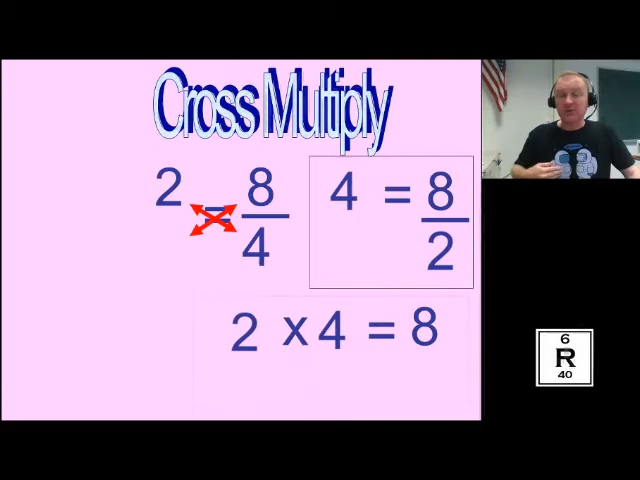 Cross Multiply
2 = 8/4
4 = 8/2
2 x 4 = 8
6
R
40